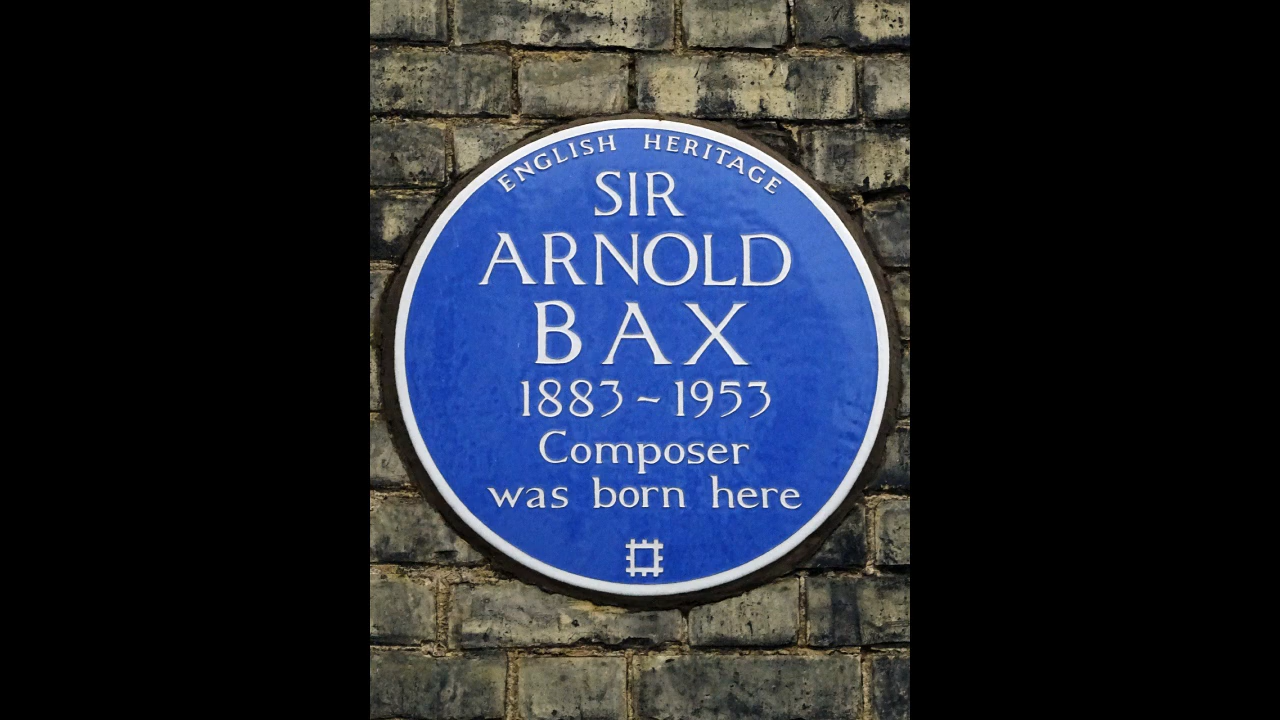 ENGLISH HERITAGE
SIR
ARNOLD
BAX
1883~1953
Composer
was born here